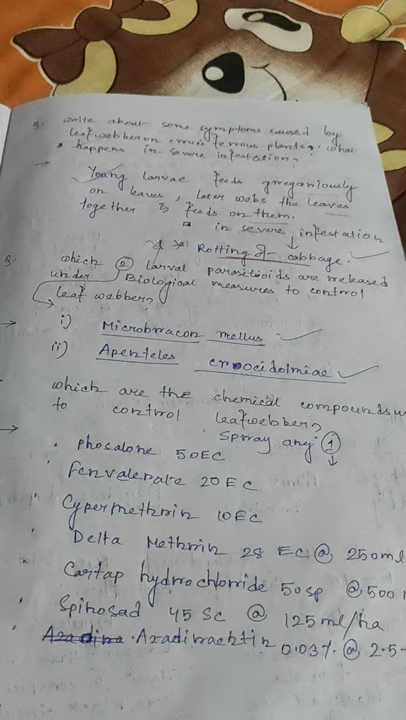 Q. write about some symptoms caused by
leafwebber on cruciferrous plants. what
happens in severe infestation?
→ Young larvae feeds gregariously
on leaves, later webs the leaves
together & feeds on them.
in severe infestation
↓
Rotting of cabbage.
Q. which 2 larval parasitoids are released
under Biological measures to control
leaf webber?
→ i) Microbracon mellus.
ii) Apenteles crocidolmiae
which are the chemical compounds
to control leafwebber?
→ Spray any 1
↓
phosalone 50EC
Fenvalerate 20 EC
Cypermethrin 10EC
Delta Methrin 28 EC @ 250ml
Cartap hydrochloride 50sp @ 500
Spinosad 45 SC @ 125 ml/ha
Azadirachtin 0.03% @ 2.5